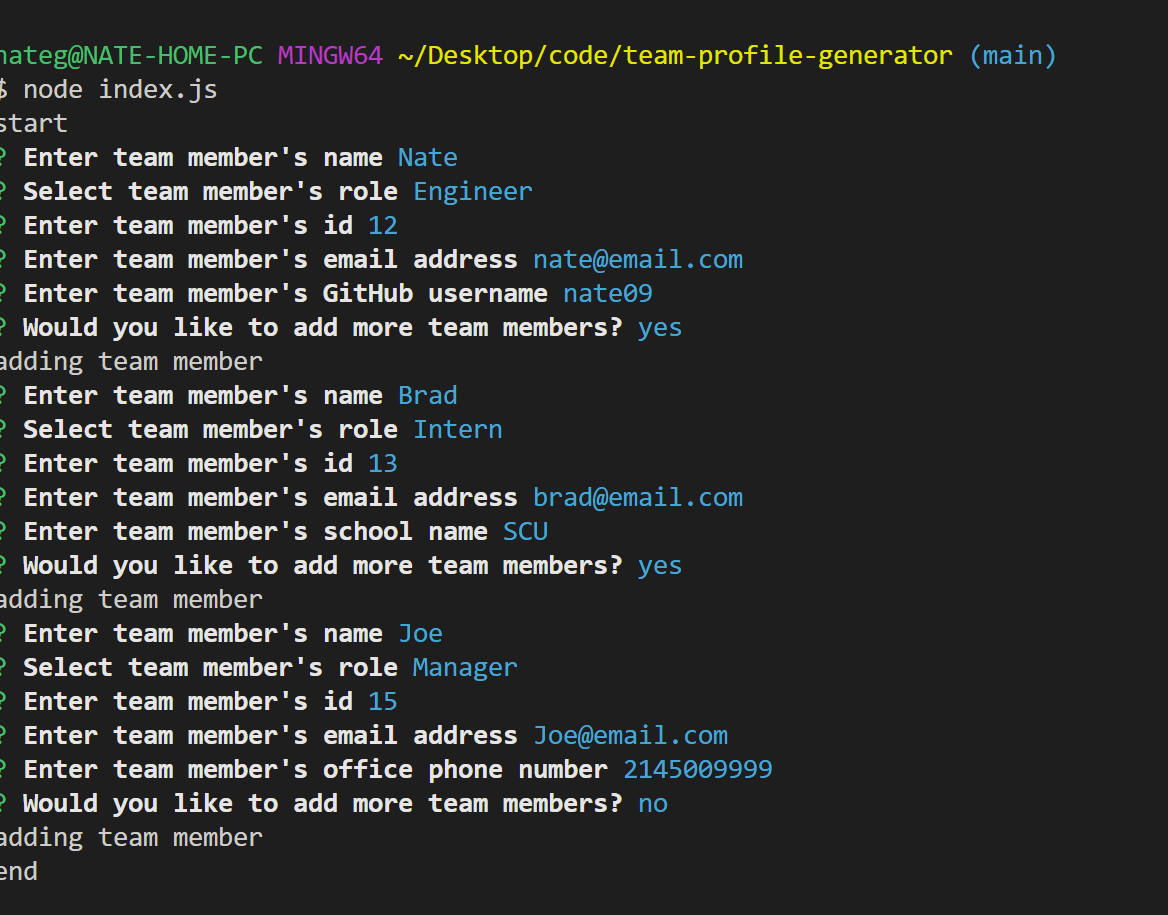 nateg@NATE-HOME-PC MINGW64 ~/Desktop/code/team-profile-generator (main)
$ node index.js
start
? Enter team member's name Nate
? Select team member's role Engineer
? Enter team member's id 12
? Enter team member's email address nate@email.com
? Enter team member's GitHub username nate09
? Would you like to add more team members? yes
adding team member
? Enter team member's name Brad
? Select team member's role Intern
? Enter team member's id 13
? Enter team member's email address brad@email.com
? Enter team member's school name SCU
? Would you like to add more team members? yes
adding team member
? Enter team member's name Joe
? Select team member's role Manager
? Enter team member's id 15
? Enter team member's email address Joe@email.com
? Enter team member's office phone number 2145009999
? Would you like to add more team members? no
adding team member
end